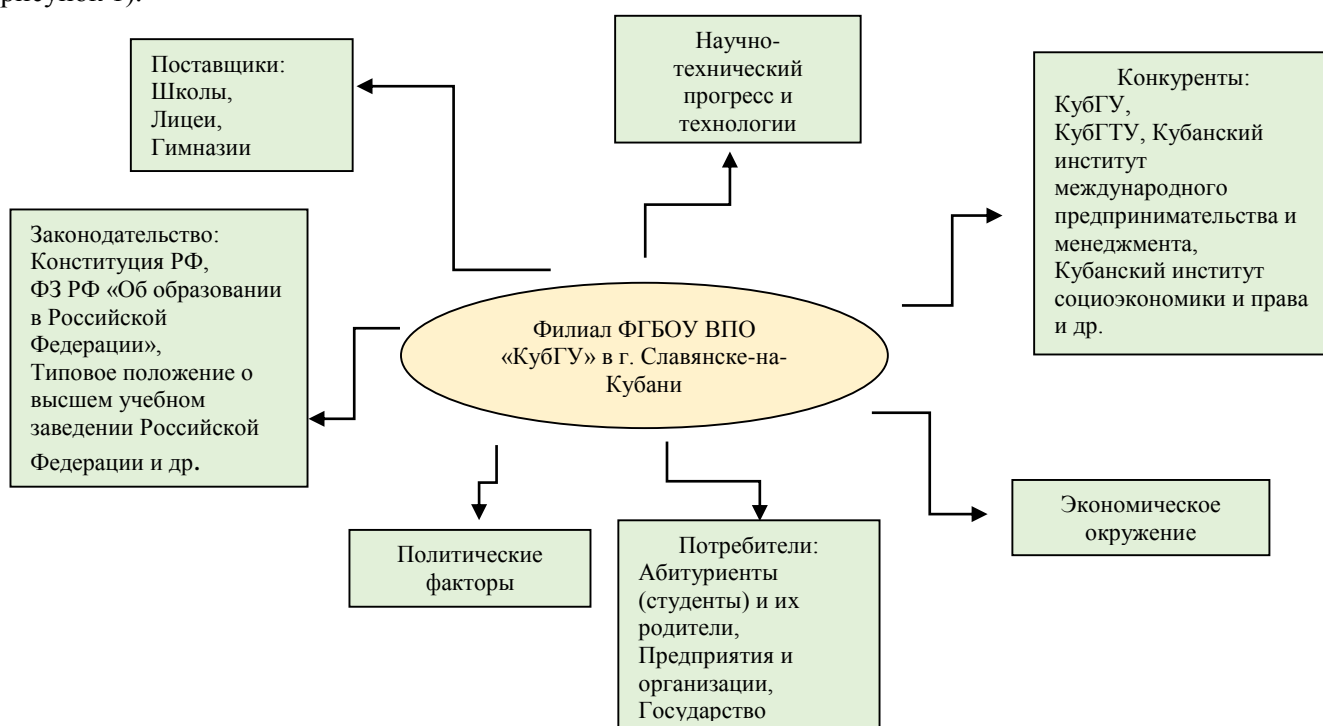 рисунок 1).
Поставщики:
Школы,
Лицеи,
Гимназии
Научно-
технический
прогресс и
технологии
Конкуренты:
КубГУ,
КубГТУ, Кубанский
институт
международного
предпринимательства и
менеджмента,
Кубанский институт
социоэкономики и права
и др.
Законодательство:
Конституция РФ,
ФЗ РФ «Об образовании
в Российской
Федерации»,
Типовое положение о
высшем учебном
заведении Российской
Федерации и др.
Филиал ФГБОУ ВПО
«КубГУ» в г. Славянске-на-
Кубани
Политические
факторы
Потребители:
Абитуриенты
(студенты) и их
родители,
Предприятия и
организации,
Государство
Экономическое
окружение